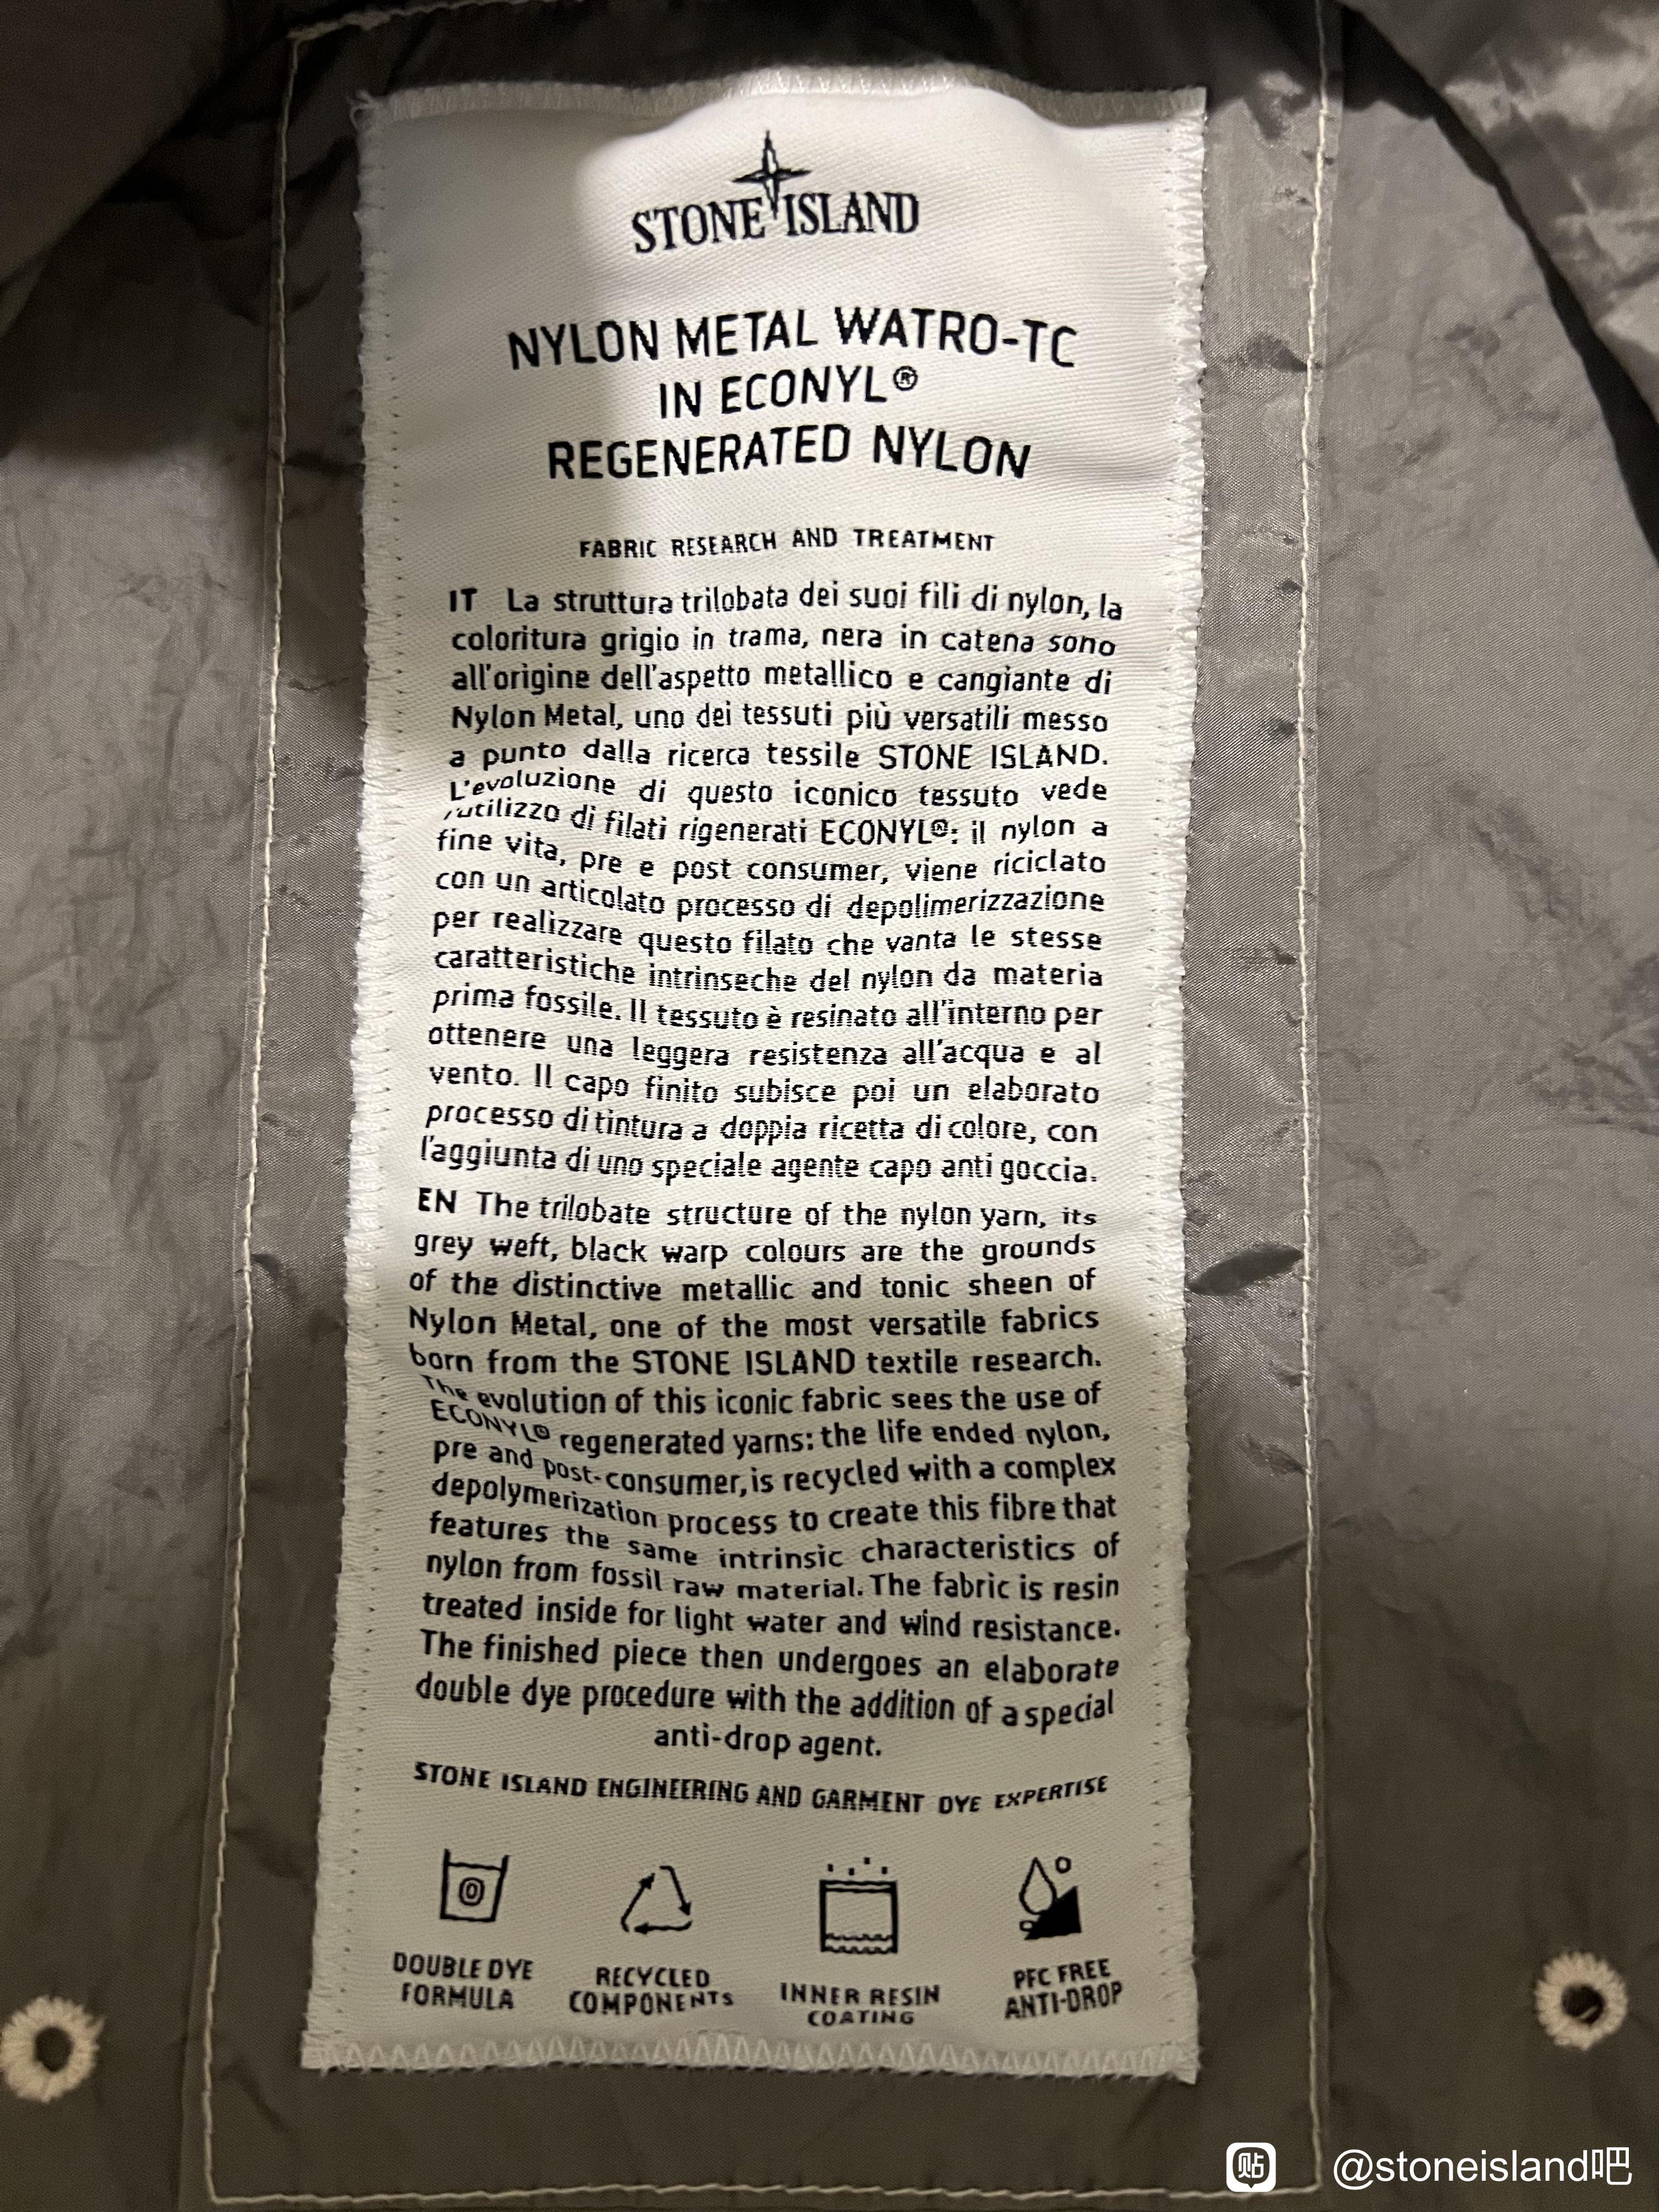 STONE ISLAND
NYLON METAL WATRO-TC
IN ECONYL®
REGENERATED NYLON
FABRIC RESEARCH AND TREATMENT
IT La struttura trilobata dei suoi fili di nylon, la
coloritura grigio in trama, nera in catena sono
all'origine dell'aspetto metallico e cangiante di
Nylon Metal, uno dei tessuti più versatili messo
a punto dalla ricerca tessile STONE ISLAND.
L'evoluzione di questo iconico tessuto vede
l'utilizzo di filati rigenerati ECONYL®: il nylon a
fine vita, pre e post consumer, viene riciclato
con un articolato processo di depolimerizzazione
per realizzare questo filato che vanta le stesse
caratteristiche intrinseche del nylon da materia
prima fossile. Il tessuto è resinato all'interno per
ottenere una leggera resistenza all'acqua e al
vento. Il capo finito subisce poi un elaborato
processo di tintura a doppia ricetta di colore, con
l'aggiunta di uno speciale agente capo anti goccia.
EN The trilobate structure of the nylon yarn, its
grey weft, black warp colours are the grounds
of the distinctive metallic and tonic sheen of
Nylon Metal, one of the most versatile fabrics
born from the STONE ISLAND textile research.
The evolution of this iconic fabric sees the use of
ECONYL® regenerated yarns: the life ended nylon,
pre and post-consumer, is recycled with a complex
depolymerization process to create this fibre that
features the same intrinsic characteristics of
nylon from fossil raw material. The fabric is resin
treated inside for light water and wind resistance.
The finished piece then undergoes an elaborate
double dye procedure with the addition of a special
anti-drop agent.
STONE ISLAND ENGINEERING AND GARMENT DYE EXPERTISE
DOUBLE DYE
FORMULA
RECYCLED
COMPONENTS
INNER RESIN
COATING
PFC FREE
ANTI-DROP
贴 @stoneisland吧